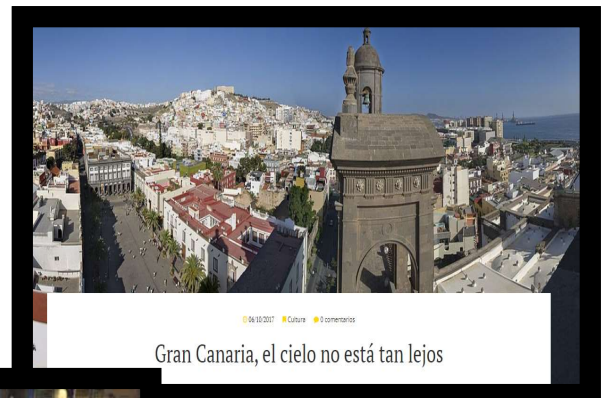 06/10/2017 Cultura 0 comentarios
Gran Canaria, el cielo no está tan lejos